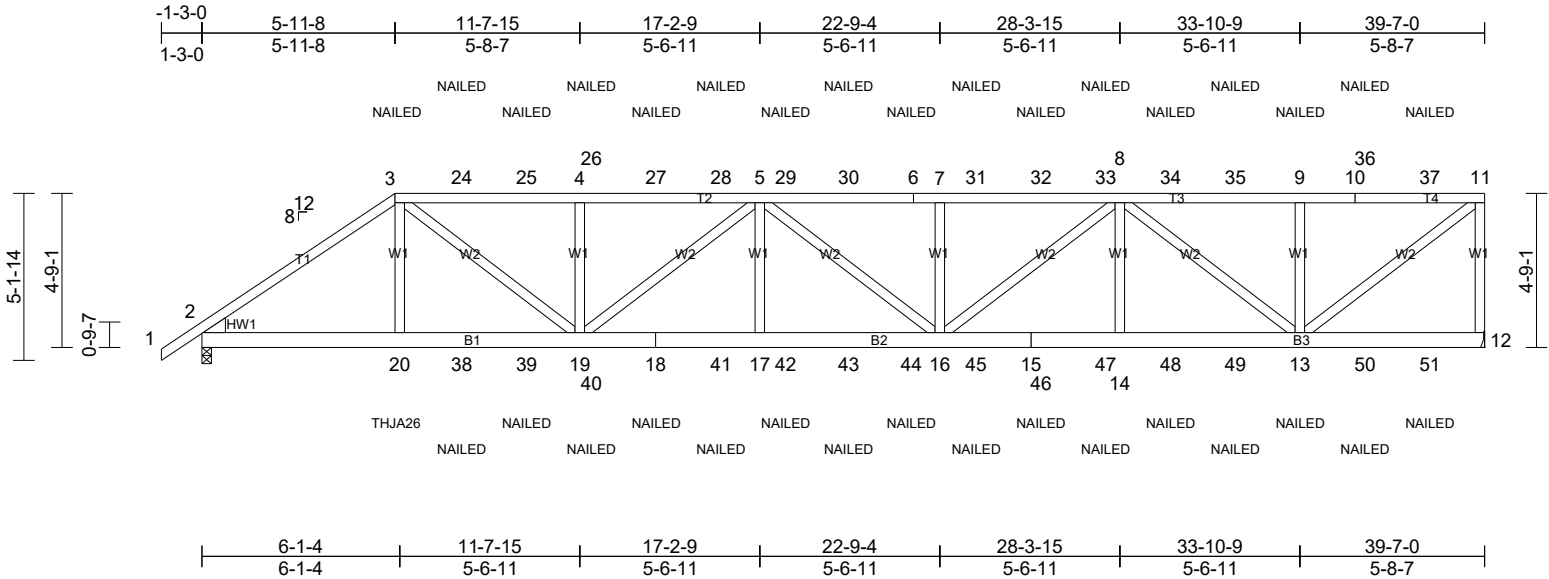 -1-3-0 5-11-8 11-7-15 17-2-9 22-9-4 28-3-15 33-10-9 39-7-0
1-3-0 5-11-8 5-8-7 5-6-11 5-6-11 5-6-11 5-6-11 5-8-7
NAILED NAILED NAILED NAILED NAILED NAILED NAILED NAILED
NAILED NAILED NAILED NAILED NAILED NAILED NAILED NAILED NAILED
26 8 36
3 24 25 4 27 28 5 29 30 6 7 31 32 33 34 35 9 10 37 11
T2 T3 T4
12
8
T1
W1 W2 W1 W2 W1 W2 W1 W2 W1 W2 W1 W2 W1
5-1-14
4-9-1
0-9-7
4-9-1
2
1
HW1
B1 B2 B3
12
20 38 39 19 18 41 17 42 43 44 16 45 15 47 48 49 13 50 51
40 46 14
THJA26 NAILED NAILED NAILED NAILED NAILED NAILED NAILED NAILED
NAILED NAILED NAILED NAILED NAILED NAILED NAILED NAILED
6-1-4 11-7-15 17-2-9 22-9-4 28-3-15 33-10-9 39-7-0
6-1-4 5-6-11 5-6-11 5-6-11 5-6-11 5-6-11 5-8-7